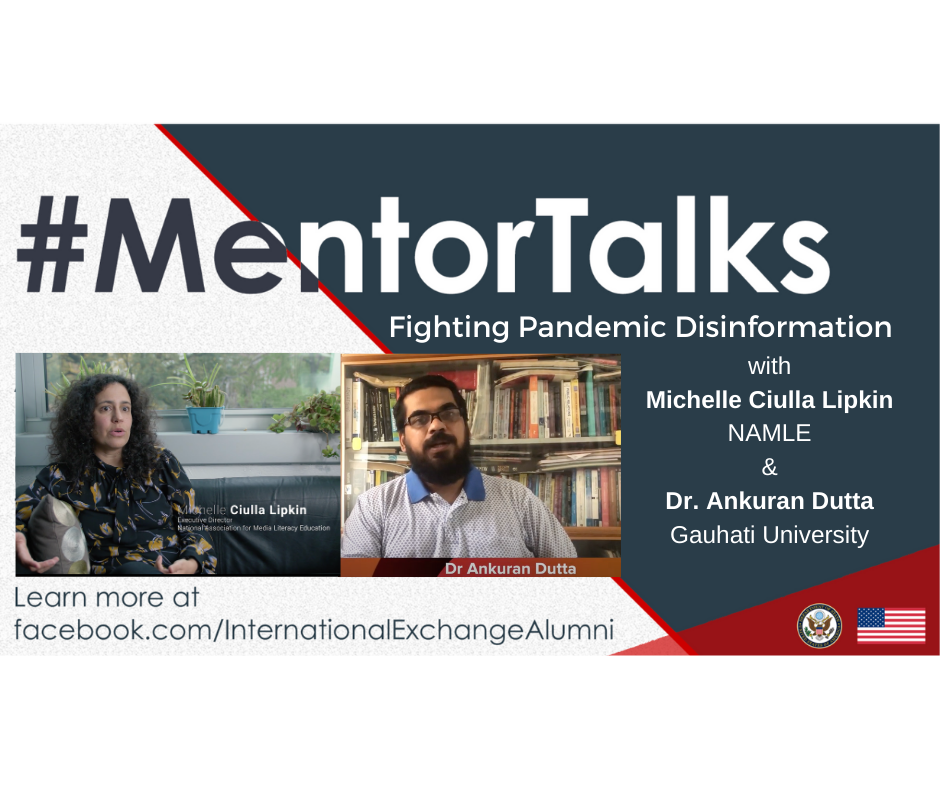 #MentorTalks
Fighting Pandemic Disinformation
with
Michelle Ciulla Lipkin
NAMLE
&
Dr. Ankuran Dutta
Gauhati University
Michelle Ciulla Lipkin
Executive Director
National Association for Media Literacy Education
Dr Ankuran Dutta
Learn more at
facebook.com/InternationalExchangeAlumni